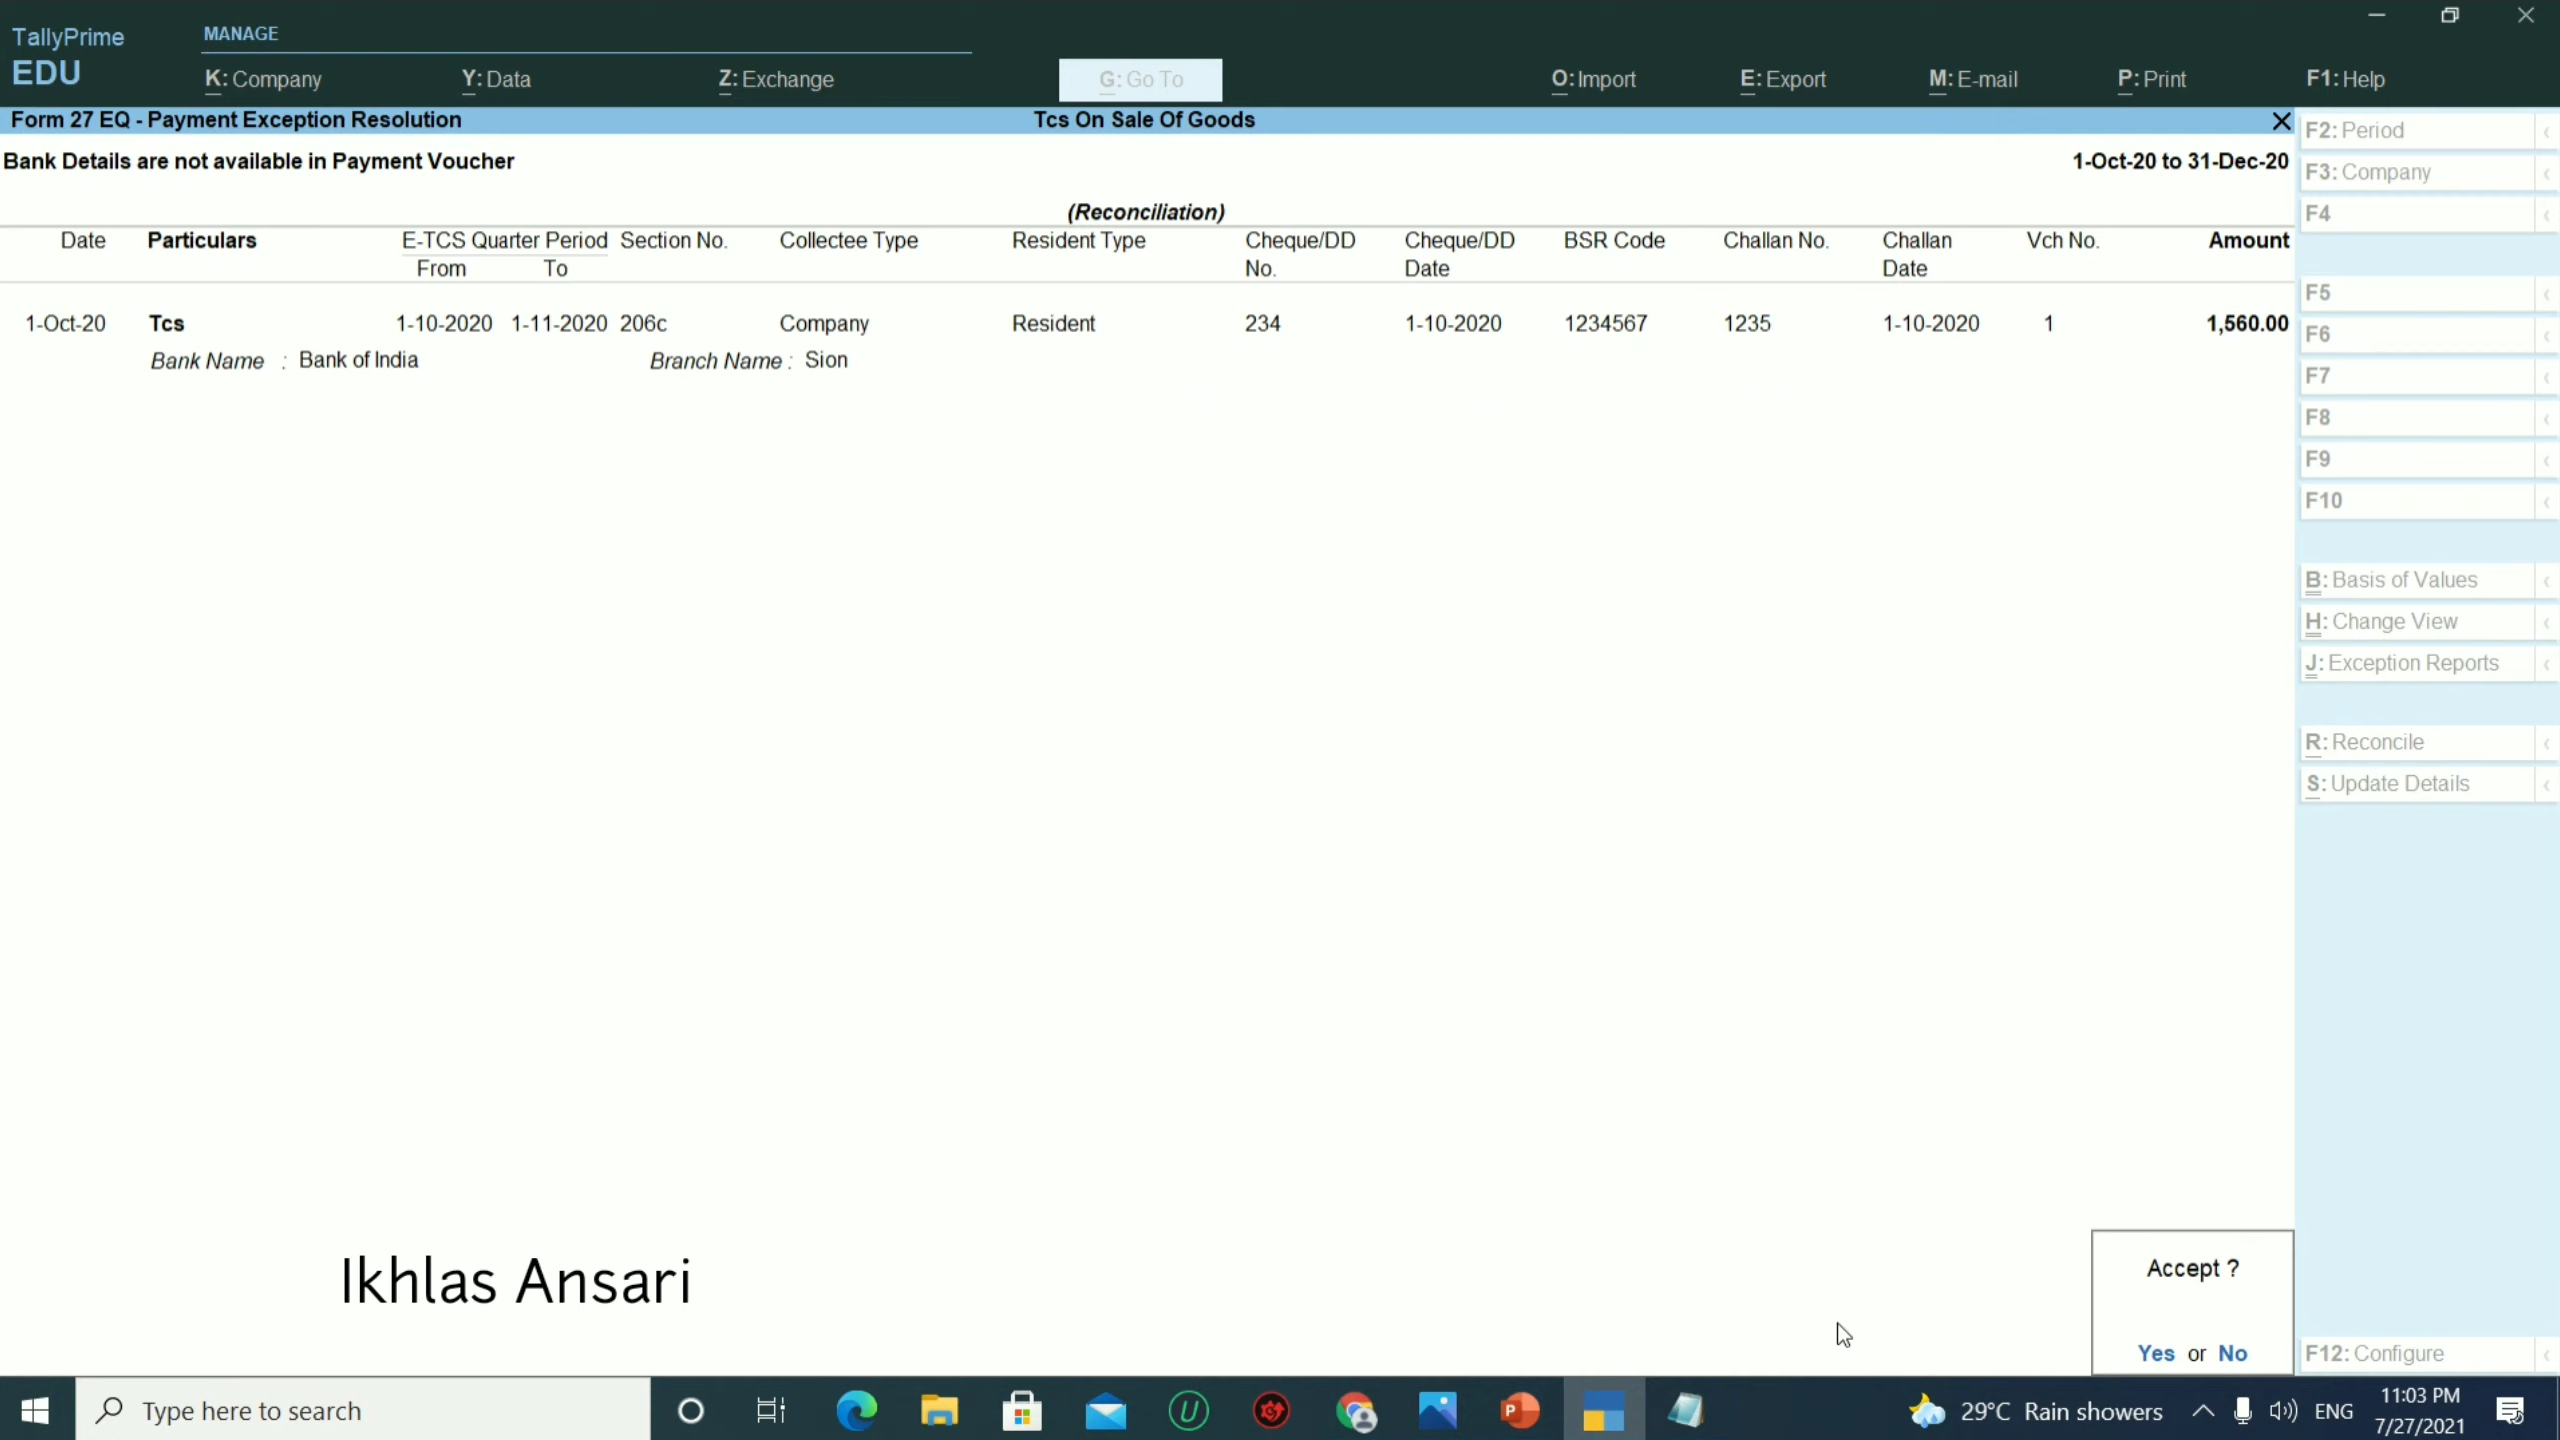 TallyPrime
EDU
MANAGE
K: Company
Y: Data
Z: Exchange
G: Go To
O: Import
E: Export
M: E-mail
P: Print
F1: Help
Form 27 EQ - Payment Exception Resolution
Tcs On Sale Of Goods
Bank Details are not available in Payment Voucher
1-Oct-20 to 31-Dec-20
(Reconciliation)
Date Particulars E-TCS Quarter Period Section No. Collectee Type Resident Type Cheque/DD Cheque/DD BSR Code Challan No. Challan Vch No. Amount
From To No. Date Date
1-Oct-20 Tcs 1-10-2020 1-11-2020 206c Company Resident 234 1-10-2020 1234567 1235 1-10-2020 1 1,560.00
Bank Name : Bank of India Branch Name : Sion
F2: Period
F3: Company
F4
F5
F6
F7
F8
F9
F10
B: Basis of Values
H: Change View
J: Exception Reports
R: Reconcile
S: Update Details
F12: Configure
Ikhlas Ansari
Accept ?
Yes or No
Type here to search
29°C Rain showers
ENG
11:03 PM
7/27/2021